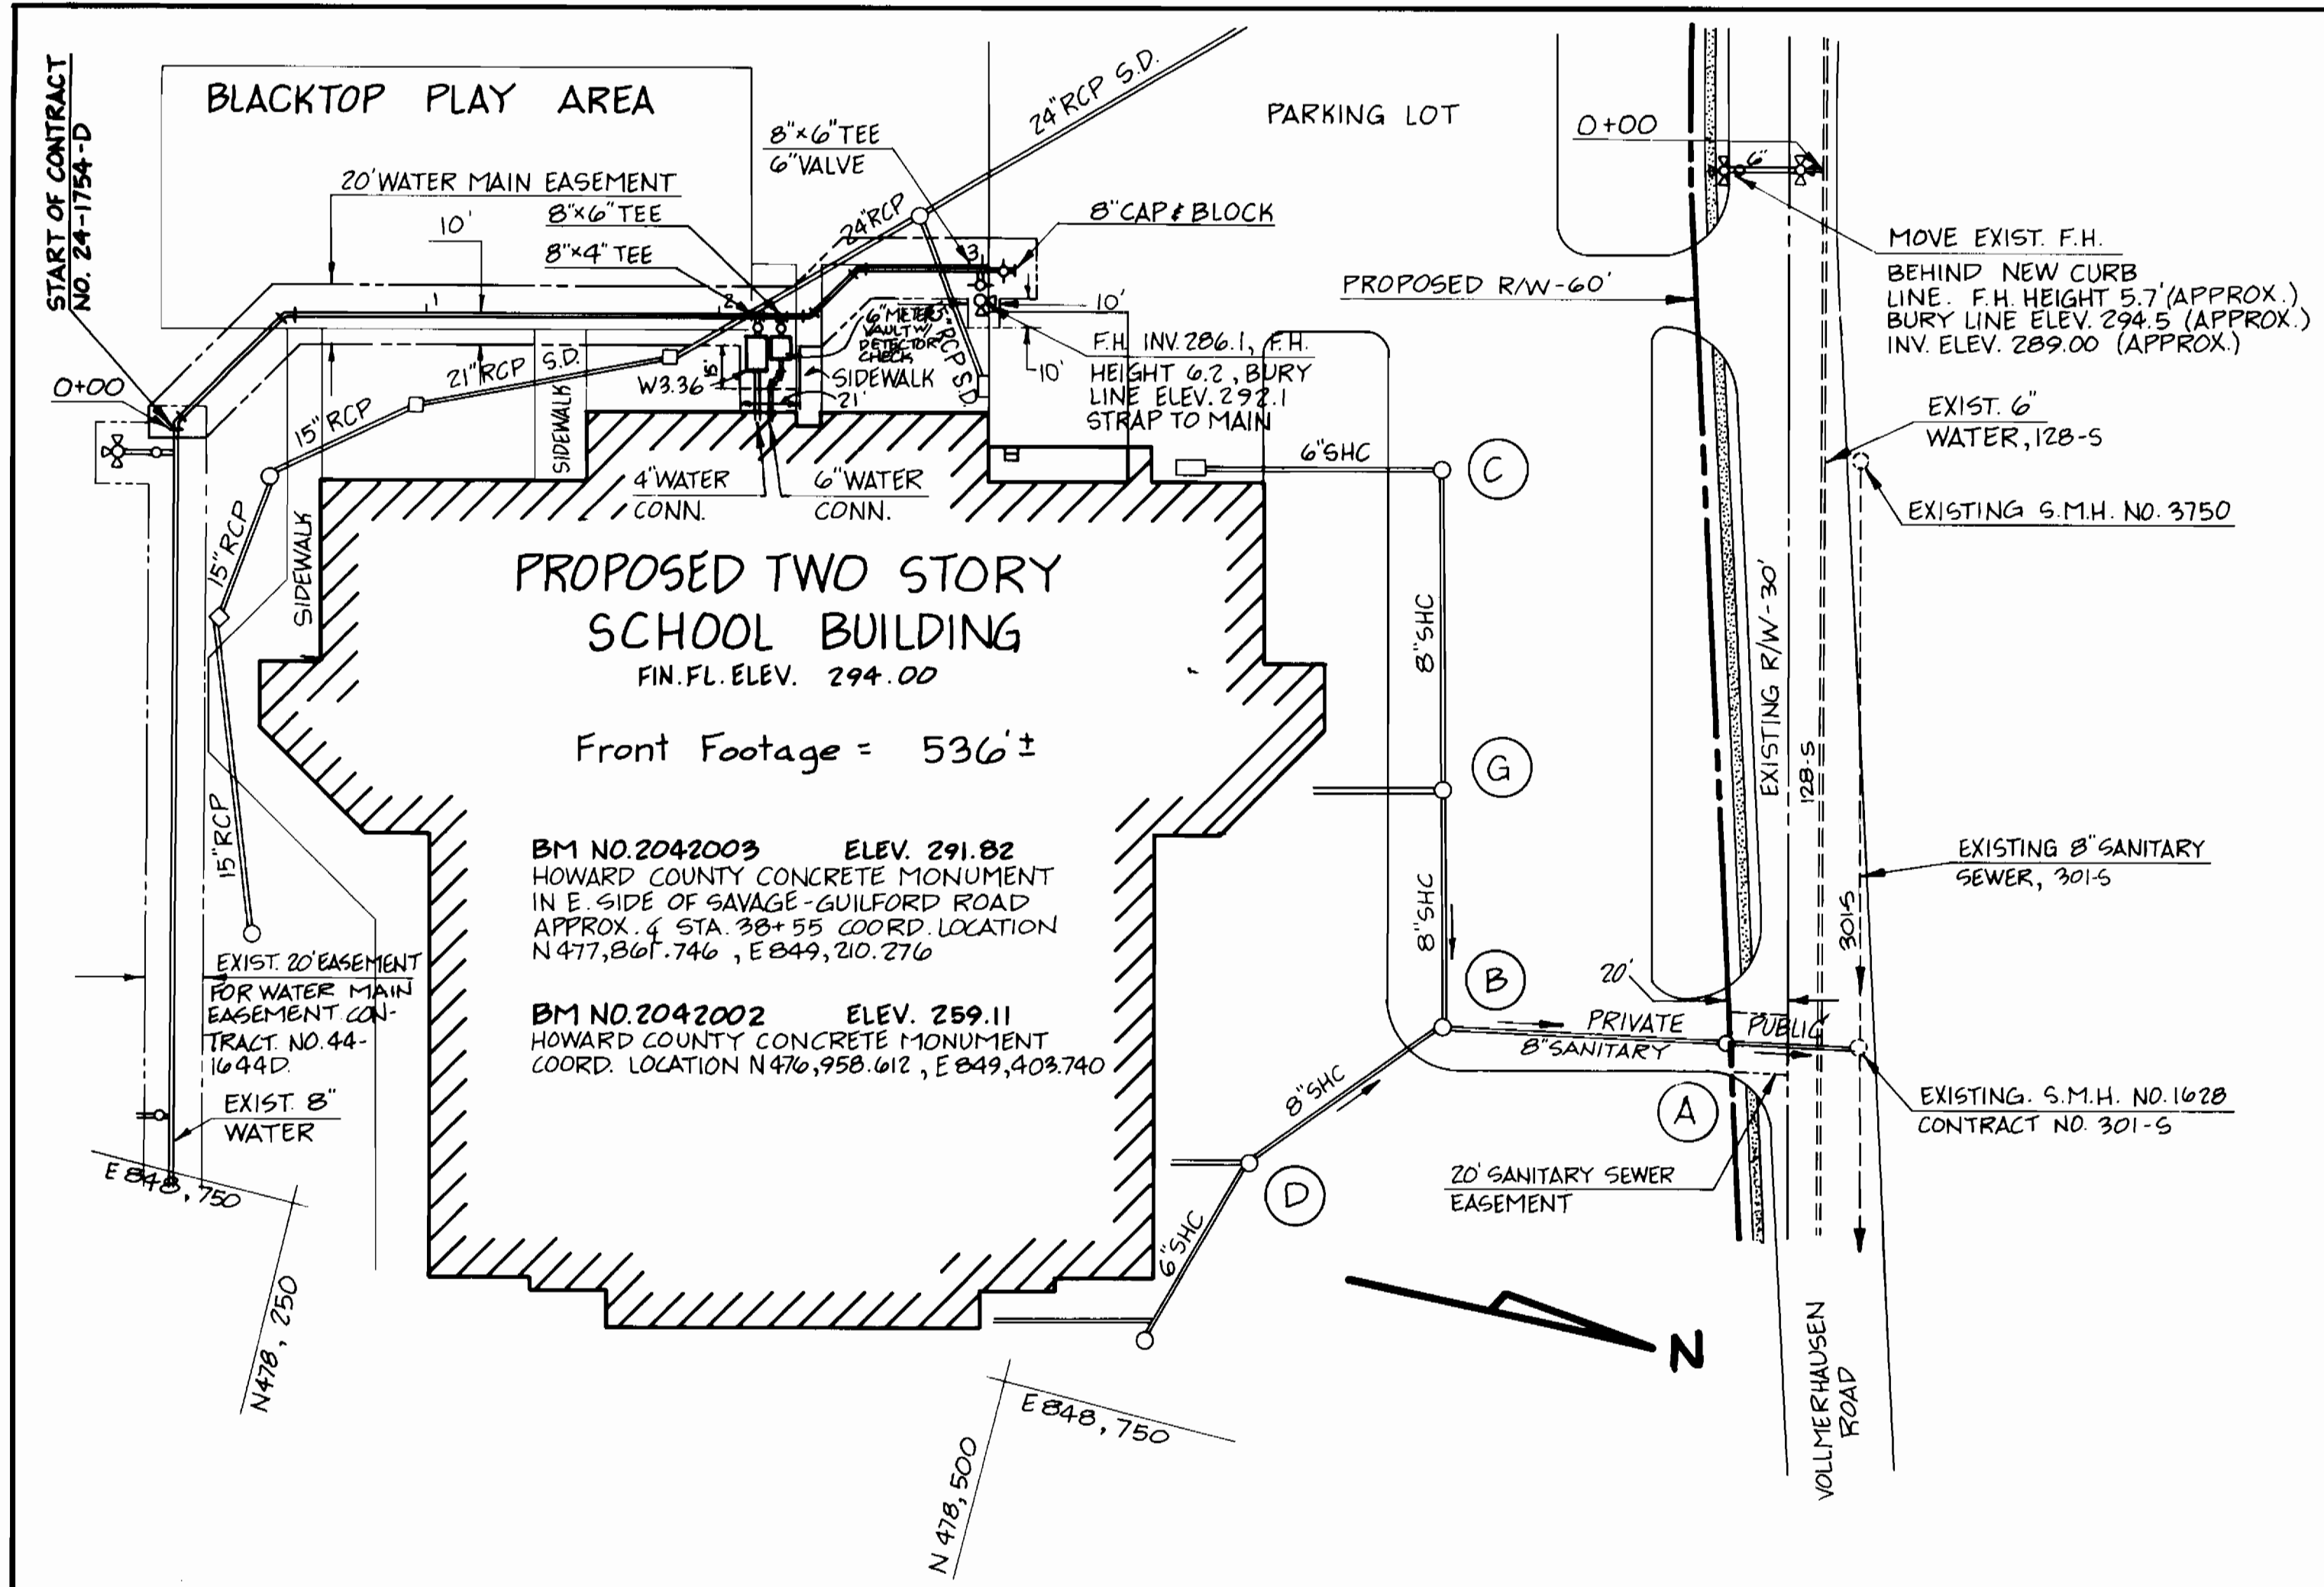 START OF CONTRACT
NO. 24-1754-D
BLACKTOP PLAY AREA
20' WATER MAIN EASEMENT
10'
8"×6" TEE
8"×4" TEE
8"×6" TEE
6" VALVE
24" RCP S.D.
24" RCP
8" CAP & BLOCK
PARKING LOT
0+00
6"
MOVE EXIST. F.H.
BEHIND NEW CURB
LINE. F.H. HEIGHT 5.7' (APPROX.)
BURY LINE ELEV. 294.5 (APPROX.)
INV. ELEV. 289.00 (APPROX.)
PROPOSED R/W-60'
1
2
3
10'
10'
6" METER
VAULT W/
DETECTOR
CHECK
RCP S.D.
F.H. INV. 286.1, F.H.
HEIGHT 6.2, BURY
LINE ELEV. 292.1
STRAP TO MAIN
0+00
21" RCP S.D.
15" RCP
SIDEWALK
W3.36
15'
SIDEWALK
21'
4" WATER
CONN.
6" WATER
CONN.
6" SHC
C
EXIST. 6"
WATER, 128-S
EXISTING S.M.H. NO. 3750
15" RCP
SIDEWALK
PROPOSED TWO STORY
SCHOOL BUILDING
FIN. FL. ELEV. 294.00
Front Footage = 536' ±
8" SHC
G
EXISTING R/W-30'
128-S
15" RCP
BM NO. 2042003 ELEV. 291.82
HOWARD COUNTY CONCRETE MONUMENT
IN E. SIDE OF SAVAGE-GUILFORD ROAD
APPROX. ℄ STA. 38+55 COORD. LOCATION
N 477,861.746, E 849,210.276
BM NO. 2042002 ELEV. 259.11
HOWARD COUNTY CONCRETE MONUMENT
COORD. LOCATION N 476,958.612, E 849,403.740
8" SHC
B
20'
EXISTING 8" SANITARY
SEWER, 301-S
301-S
PRIVATE
PUBLIC
8" SANITARY
EXIST. 20' EASEMENT
FOR WATER MAIN
EASEMENT CON-
TRACT. NO. 44-
1644D.
EXIST. 8"
WATER
8" SHC
A
EXISTING. S.M.H. NO. 1628
CONTRACT NO. 301-S
20' SANITARY SEWER
EASEMENT
D
6" SHC
E 848,750
N 478,250
N
E 848,750
N 478,500
VOLLMERHAUSEN
ROAD